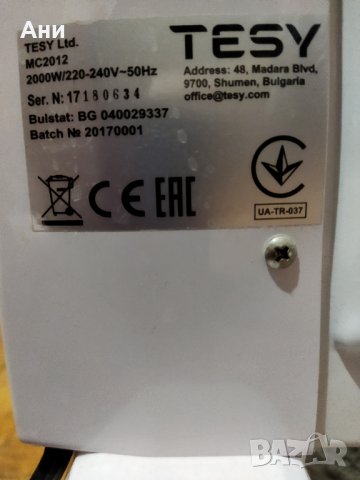 Ани
TESY Ltd.
MC2012
2000W/220-240V~50Hz
Ser. N: 17180634
Bulstat: BG 040029337
Batch № 20170001
TESY
Address: 48, Madara Blvd,
9700, Shumen, Bulgaria
office@tesy.com
CE EAC
UA-TR-037
BAZAR